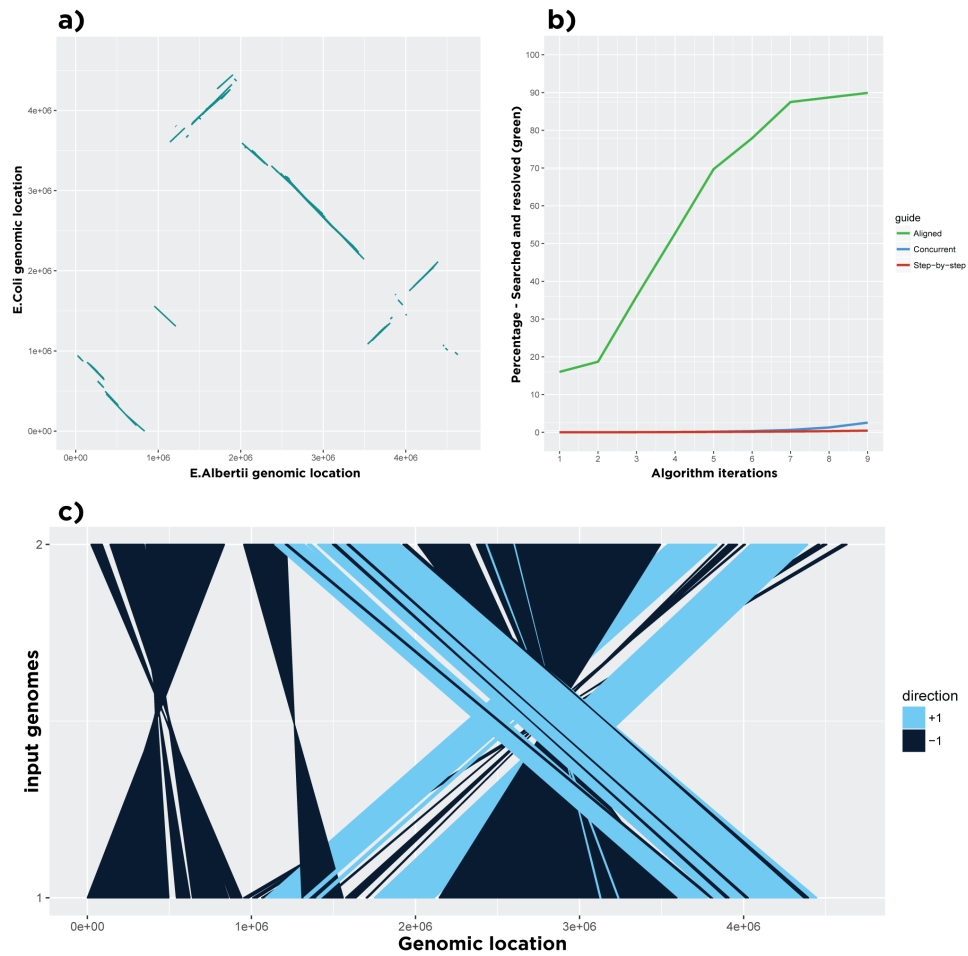 a)
E.Coli genomic location
4e+06
3e+06
2e+06
1e+06
0e+00
0e+00 1e+06 2e+06 3e+06 4e+06
E.Albertii genomic location
b)
Percentage - Searched and resolved (green)
100
90
80
70
60
50
40
30
20
10
0
1 2 3 4 5 6 7 8 9
Algorithm iterations
guide
Aligned
Concurrent
Step-by-step
c)
input genomes
2
1
0e+00 1e+06 2e+06 3e+06 4e+06
Genomic location
direction
+1
−1